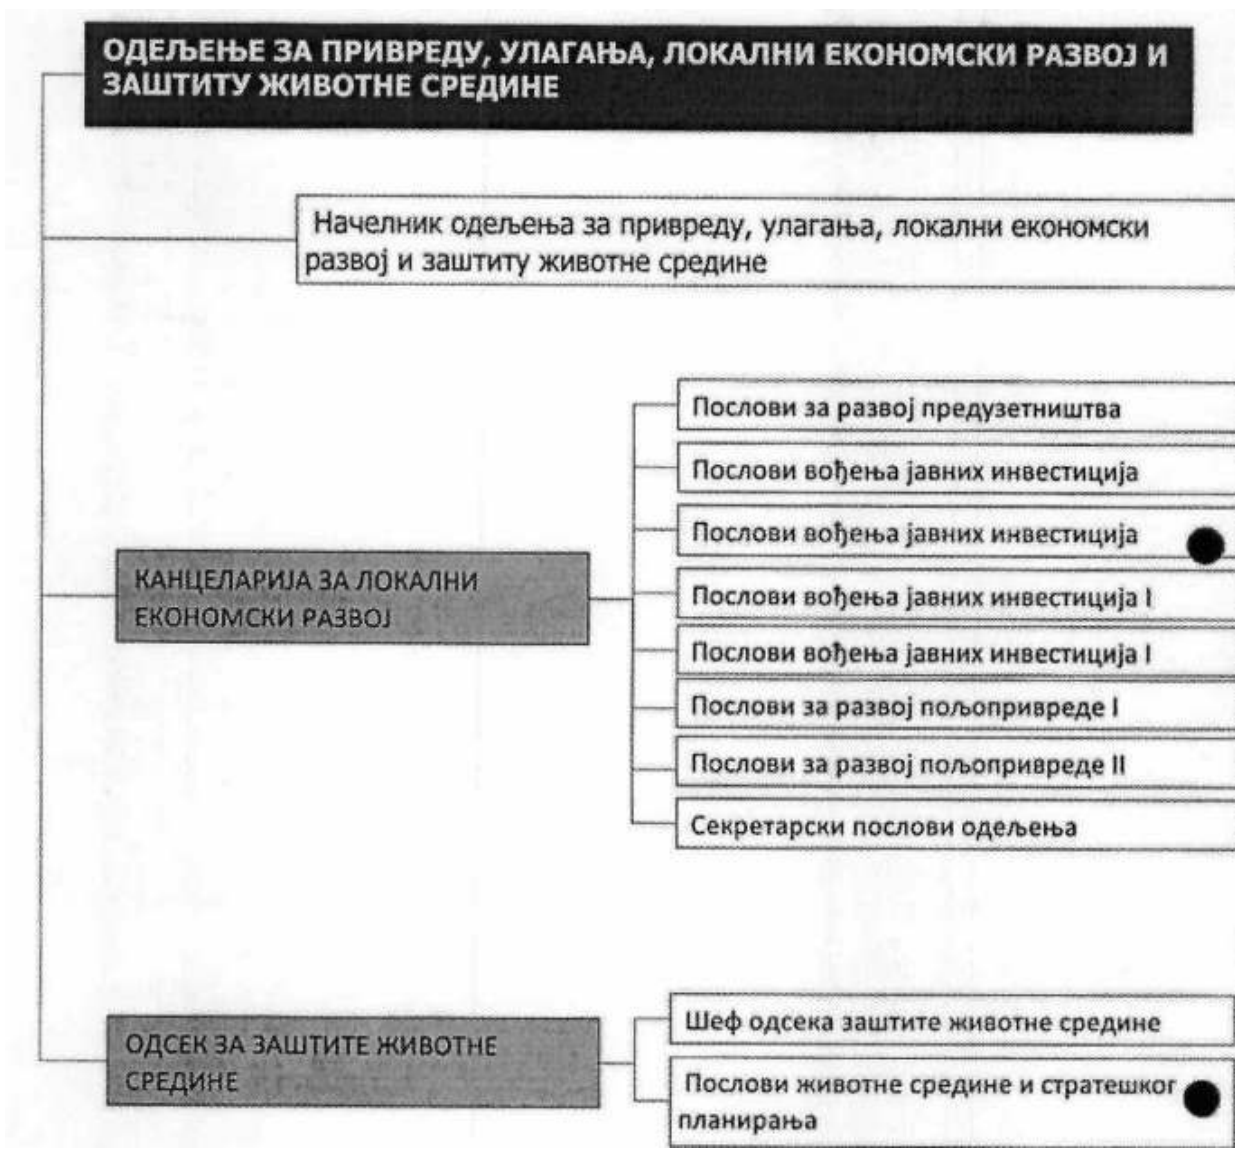 ОДЕЉЕЊЕ ЗА ПРИВРЕДУ, УЛАГАЊА, ЛОКАЛНИ ЕКОНОМСКИ РАЗВОЈ И
ЗАШТИТУ ЖИВОТНЕ СРЕДИНЕ
Начелник одељења за привреду, улагања, локални економски
развој и заштиту животне средине
КАНЦЕЛАРИЈА ЗА ЛОКАЛНИ
ЕКОНОМСКИ РАЗВОЈ
Послови за развој предузетништва
Послови вођења јавних инвестиција
Послови вођења јавних инвестиција
Послови вођења јавних инвестиција I
Послови вођења јавних инвестиција I
Послови за развој пољопривреде I
Послови за развој пољопривреде II
Секретарски послови одељења
ОДСЕК ЗА ЗАШТИТЕ ЖИВОТНЕ
СРЕДИНЕ
Шеф одсека заштите животне средине
Послови животне средине и стратешког
планирања